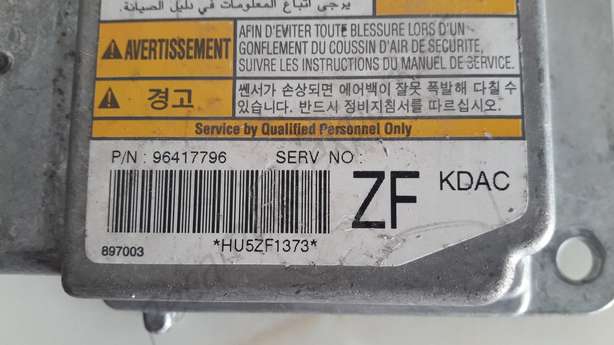 يرجى اتباع المعلومات في دليل الصيانة.
AVERTISSEMENT
AFIN D'EVITER TOUTE BLESSURE LORS D'UN
GONFLEMENT DU COUSSIN D'AIR DE SECURITE,
SUIVRE LES INSTRUCTIONS DU MANUEL DE SERVICE.
경고
쎈서가 손상되면 에어백이 잘못 폭발해 다칠 수
있습니다. 반드시 정비지침서를 따르십시오.
Service by Qualified Personnel Only
P/N : 96417796 SERV NO :
ZF KDAC
*HU5ZF1373*
897003